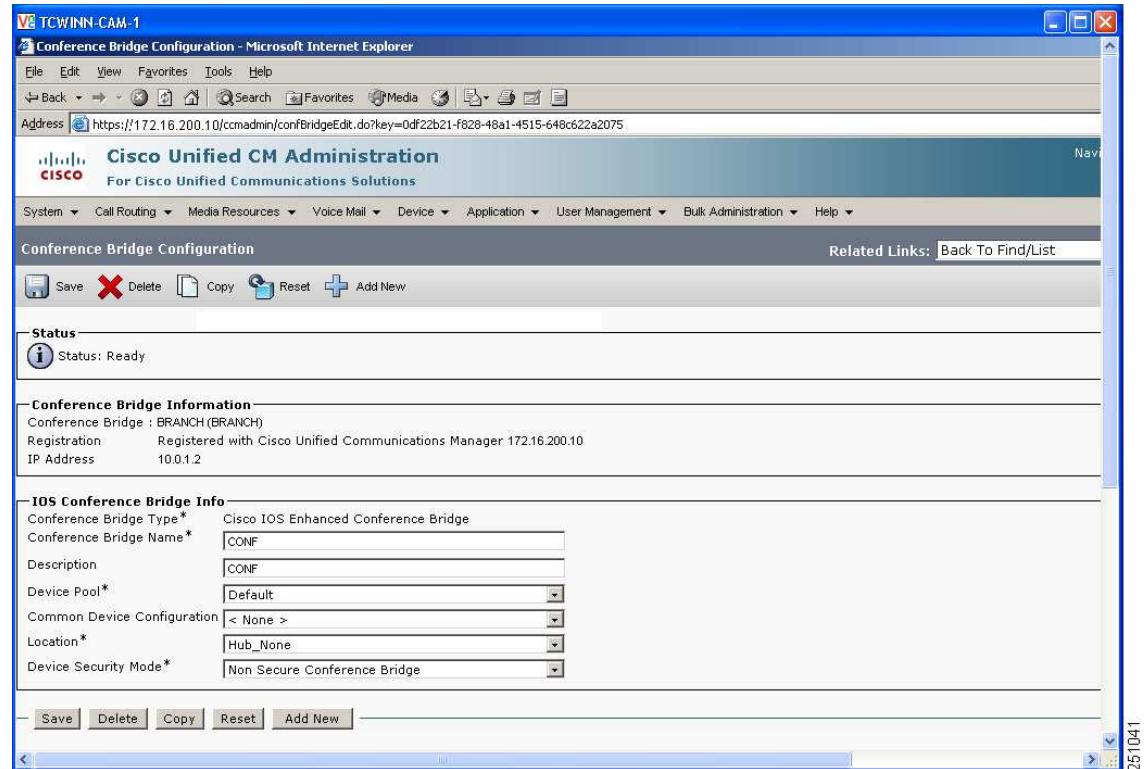 TCWINN-CAM-1
Conference Bridge Configuration - Microsoft Internet Explorer
File Edit View Favorites Tools Help
Back Search Favorites Media
Address https://172.16.200.10/ccmadmin/confBridgeEdit.do?key=0df22b21-f828-48a1-4515-648c622a2075
CISCO Cisco Unified CM Administration Navi
For Cisco Unified Communications Solutions
System Call Routing Media Resources Voice Mail Device Application User Management Bulk Administration Help
Conference Bridge Configuration Related Links: Back To Find/List
Save Delete Copy Reset Add New
Status
Status: Ready
Conference Bridge Information
Conference Bridge : BRANCH (BRANCH)
Registration Registered with Cisco Unified Communications Manager 172.16.200.10
IP Address 10.0.1.2
IOS Conference Bridge Info
Conference Bridge Type* Cisco IOS Enhanced Conference Bridge
Conference Bridge Name* CONF
Description CONF
Device Pool* Default
Common Device Configuration < None >
Location* Hub_None
Device Security Mode* Non Secure Conference Bridge
Save Delete Copy Reset Add New
251041